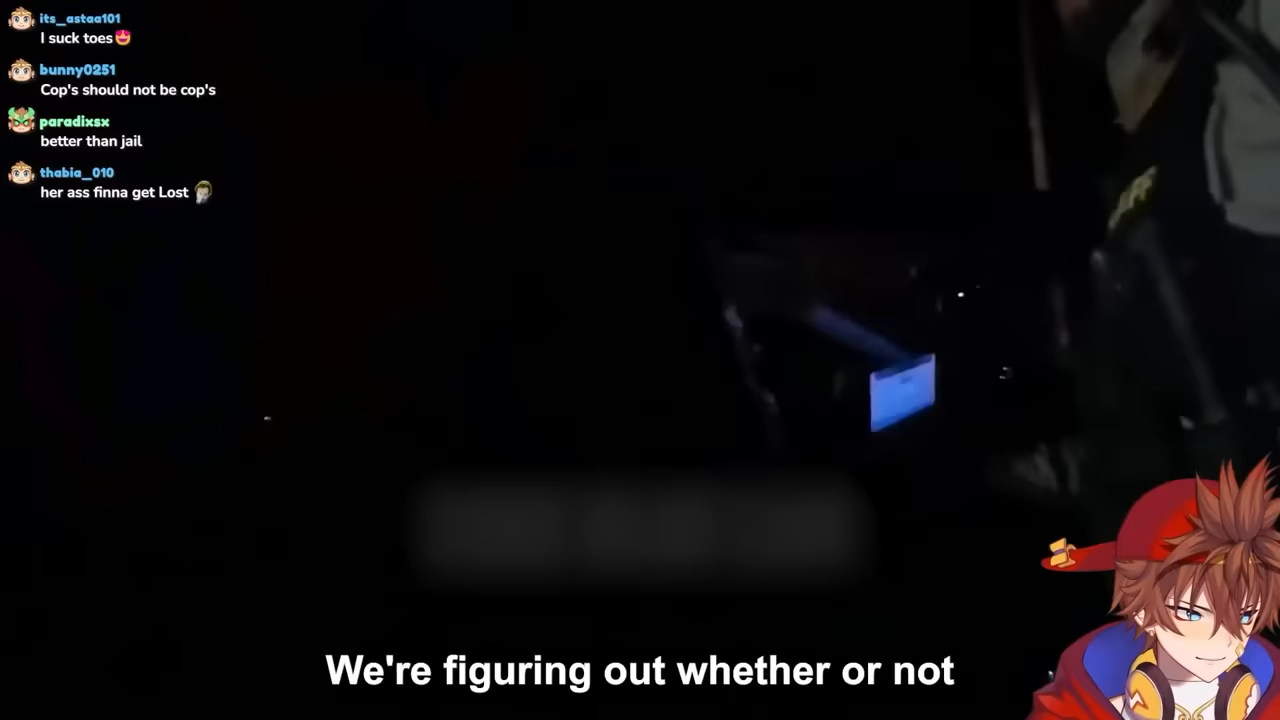 its_astaa101
I suck toes😍
bunny0251
Cop's should not be cop's
paradixsx
better than jail
thabia_010
her ass finna get Lost
We're figuring out whether or not